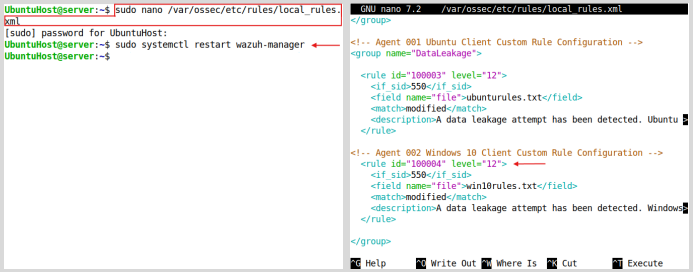 UbuntuHost@server:~$ sudo nano /var/ossec/etc/rules/local_rules.
xml
[sudo] password for UbuntuHost:
UbuntuHost@server:~$ sudo systemctl restart wazuh-manager
UbuntuHost@server:~$
GNU nano 7.2 /var/ossec/etc/rules/local_rules.xml
</group>
<!-- Agent 001 Ubuntu Client Custom Rule Configuration -->
<group name="DataLeakage">
<rule id="100003" level="12">
<if_sid>550</if_sid>
<field name="file">ubunturules.txt</field>
<match>modified</match>
<description>A data leakage attempt has been detected. Ubuntu >
</rule>
<!-- Agent 002 Windows 10 Client Custom Rule Configuration -->
<rule id="100004" level="12">
<if_sid>550</if_sid>
<field name="file">win10rules.txt</field>
<match>modified</match>
<description>A data leakage attempt has been detected. Windows>
</rule>
</group>
^G Help ^O Write Out ^W Where Is ^K Cut ^T Execute